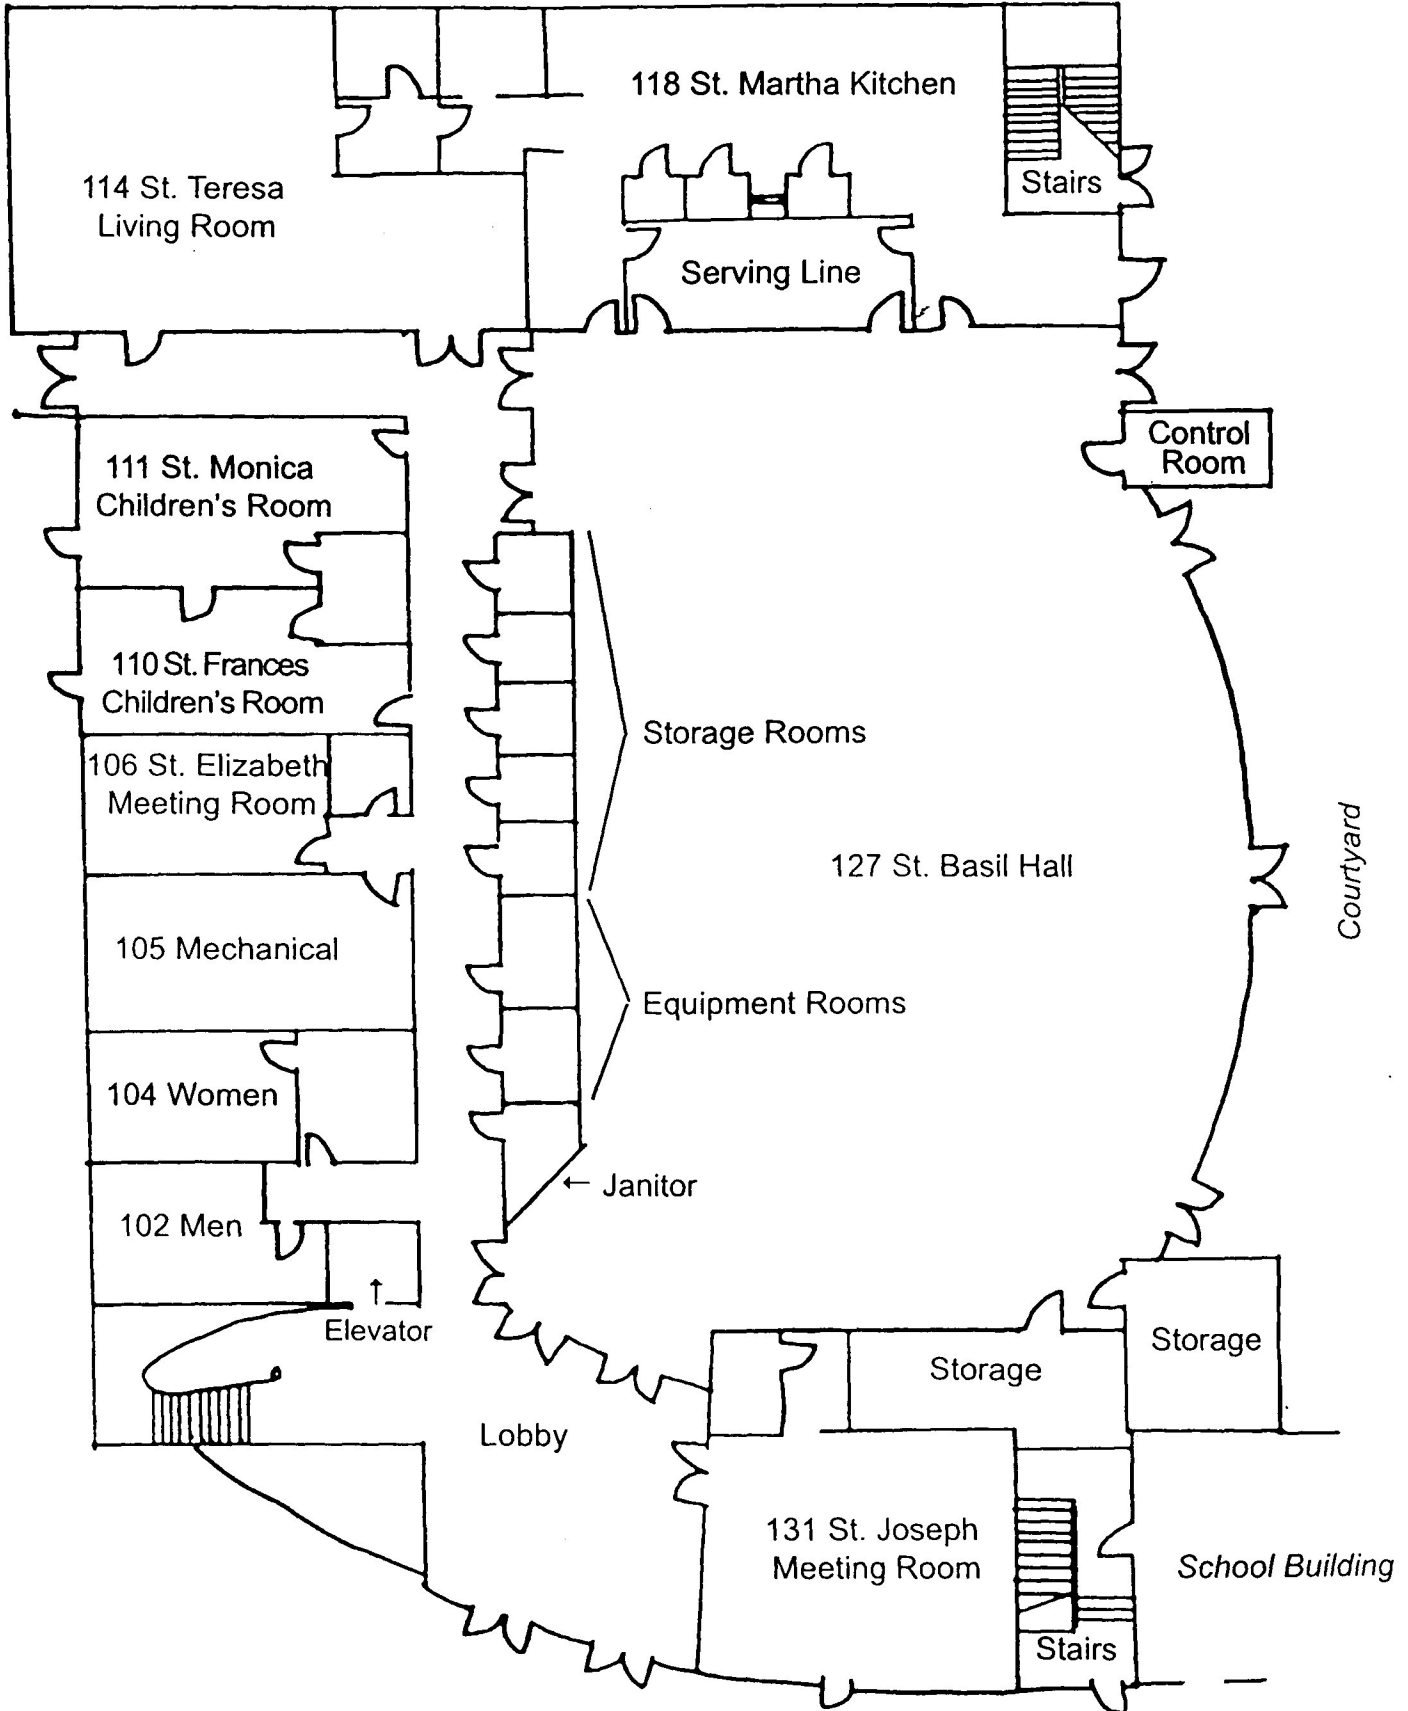 118 St. Martha Kitchen
Stairs
114 St. Teresa
Living Room
Serving Line
Control
Room
111 St. Monica
Children's Room
110 St. Frances
Children's Room
Storage Rooms
106 St. Elizabeth
Meeting Room
127 St. Basil Hall
Courtyard
105 Mechanical
Equipment Rooms
104 Women
← Janitor
102 Men
↑
Elevator
Storage
Storage
Lobby
131 St. Joseph
Meeting Room
School Building
Stairs